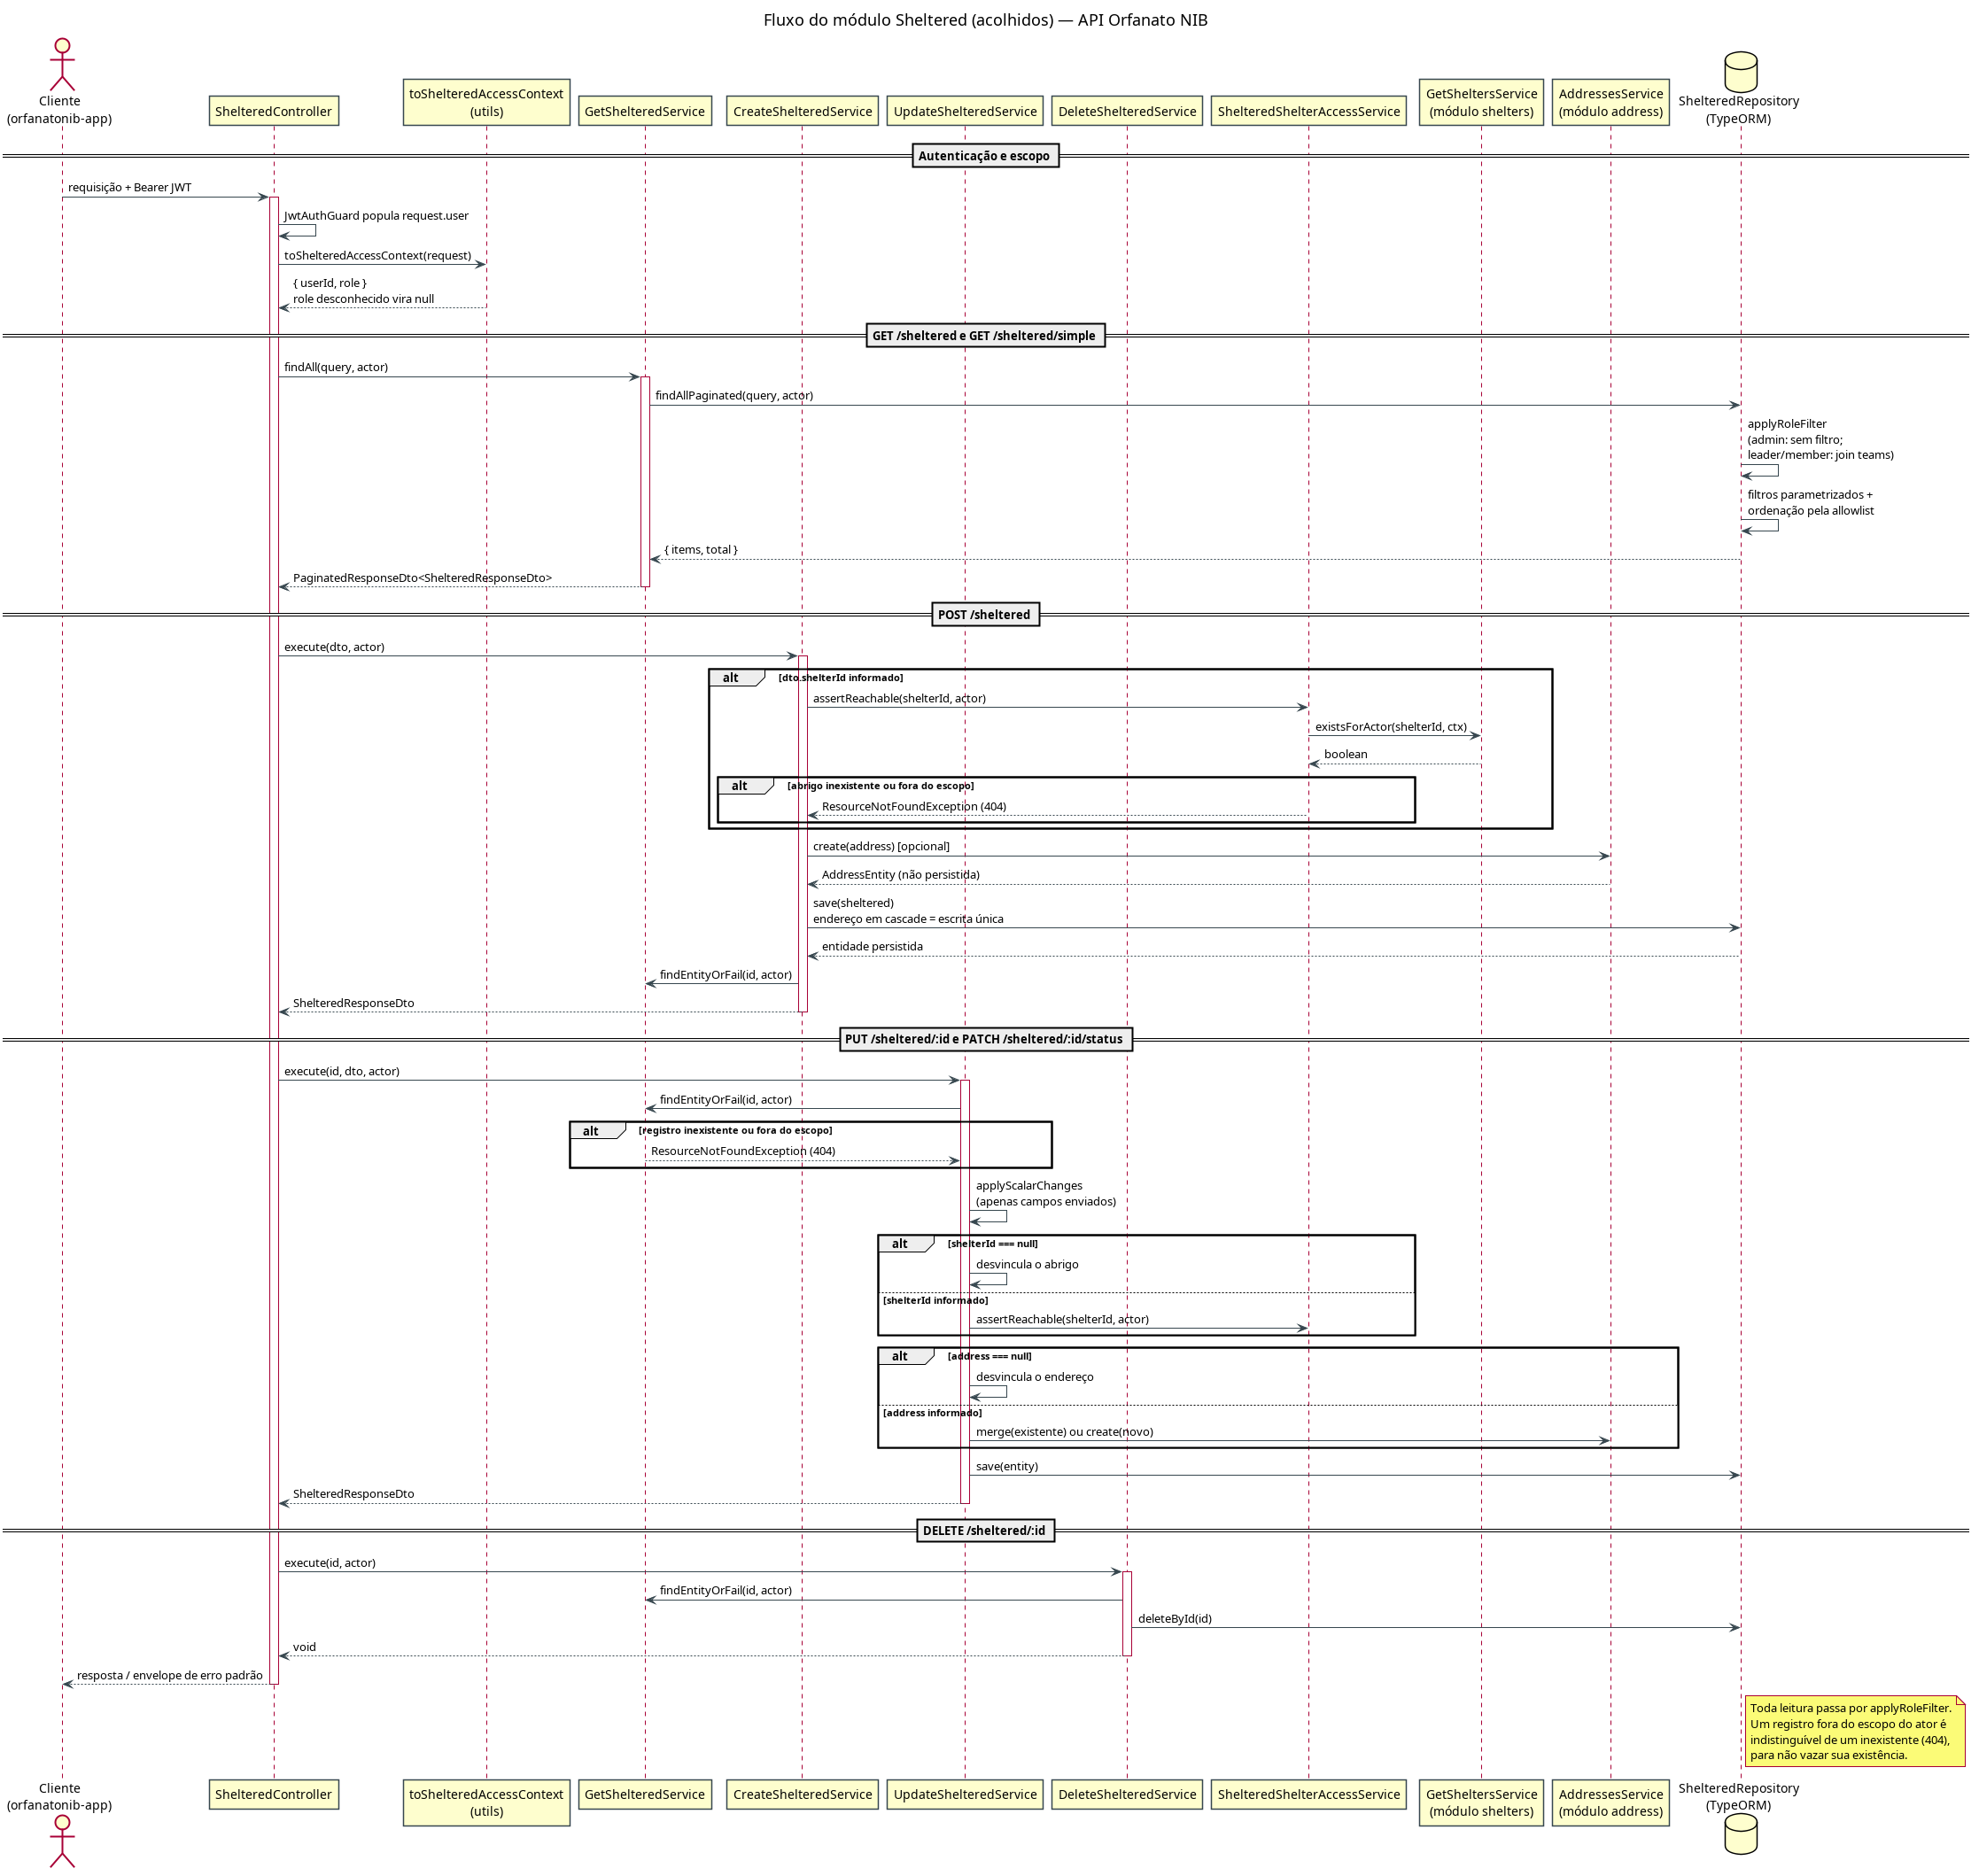 Fluxo do módulo Sheltered (acolhidos) — API Orfanato NIB
Cliente
(orfanatonib-app)
ShelteredController
toShelteredAccessContext
(utils)
GetShelteredService
CreateShelteredService
UpdateShelteredService
DeleteShelteredService
ShelteredShelterAccessService
GetSheltersService
(módulo shelters)
AddressesService
(módulo address)
ShelteredRepository
(TypeORM)
Autenticação e escopo
requisição + Bearer JWT
JwtAuthGuard popula request.user
toShelteredAccessContext(request)
{ userId, role }
role desconhecido vira null
GET /sheltered e GET /sheltered/simple
findAll(query, actor)
findAllPaginated(query, actor)
applyRoleFilter
(admin: sem filtro;
leader/member: join teams)
filtros parametrizados +
ordenação pela allowlist
{ items, total }
PaginatedResponseDto<ShelteredResponseDto>
POST /sheltered
execute(dto, actor)
alt [dto.shelterId informado]
assertReachable(shelterId, actor)
existsForActor(shelterId, ctx)
boolean
alt [abrigo inexistente ou fora do escopo]
ResourceNotFoundException (404)
create(address) [opcional]
AddressEntity (não persistida)
save(sheltered)
endereço em cascade = escrita única
entidade persistida
findEntityOrFail(id, actor)
ShelteredResponseDto
PUT /sheltered/:id e PATCH /sheltered/:id/status
execute(id, dto, actor)
findEntityOrFail(id, actor)
alt [registro inexistente ou fora do escopo]
ResourceNotFoundException (404)
applyScalarChanges
(apenas campos enviados)
alt [shelterId === null]
desvincula o abrigo
[shelterId informado]
assertReachable(shelterId, actor)
alt [address === null]
desvincula o endereço
[address informado]
merge(existente) ou create(novo)
save(entity)
ShelteredResponseDto
DELETE /sheltered/:id
execute(id, actor)
findEntityOrFail(id, actor)
deleteById(id)
void
resposta / envelope de erro padrão
Toda leitura passa por applyRoleFilter.
Um registro fora do escopo do ator é
indistinguível de um inexistente (404),
para não vazar sua existência.
Cliente
(orfanatonib-app)
ShelteredController
toShelteredAccessContext
(utils)
GetShelteredService
CreateShelteredService
UpdateShelteredService
DeleteShelteredService
ShelteredShelterAccessService
GetSheltersService
(módulo shelters)
AddressesService
(módulo address)
ShelteredRepository
(TypeORM)